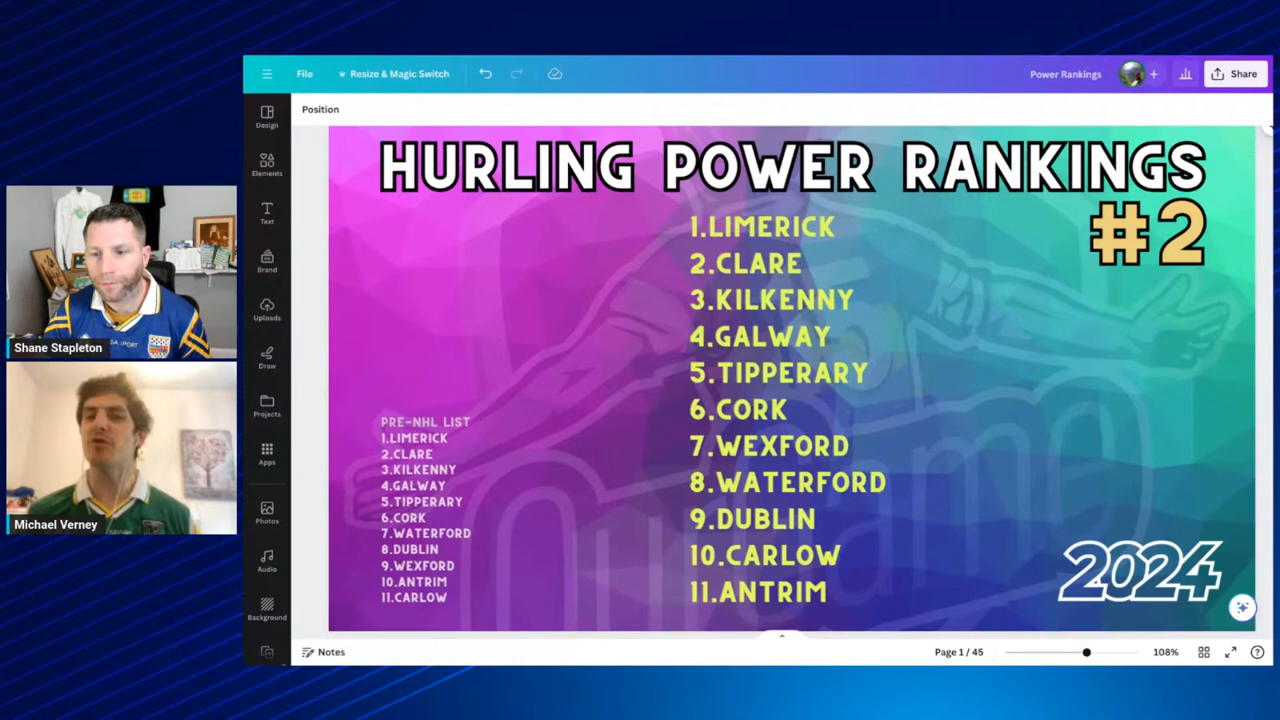 File
Resize & Magic Switch
Power Rankings
Share
Position
Design
Elements
Text
Brand
Uploads
Draw
Projects
Apps
Photos
Audio
Background
HURLING POWER RANKINGS
#2
1.LIMERICK
2.CLARE
3.KILKENNY
4.GALWAY
5.TIPPERARY
6.CORK
7.WEXFORD
8.WATERFORD
9.DUBLIN
10.CARLOW
11.ANTRIM
PRE-NHL LIST
1.LIMERICK
2.CLARE
3.KILKENNY
4.GALWAY
5.TIPPERARY
6.CORK
7.WATERFORD
8.DUBLIN
9.WEXFORD
10.ANTRIM
11.CARLOW
2024
Shane Stapleton
Michael Verney
Notes
Page 1 / 45
108%